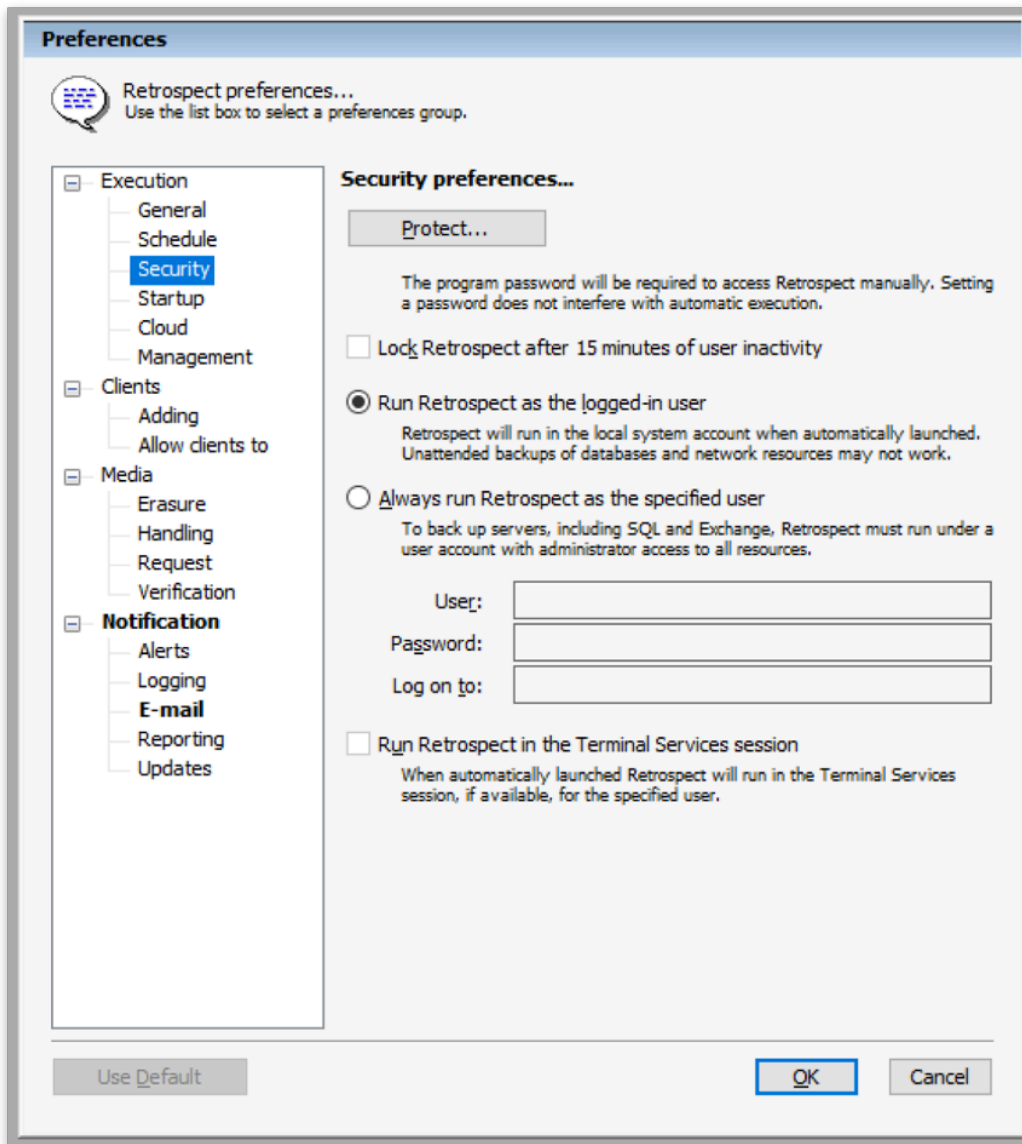 Preferences
Retrospect preferences...
Use the list box to select a preferences group.
Execution
General
Schedule
Security
Startup
Cloud
Management
Clients
Adding
Allow clients to
Media
Erasure
Handling
Request
Verification
Notification
Alerts
Logging
E-mail
Reporting
Updates
Security preferences...
Protect...
The program password will be required to access Retrospect manually. Setting
a password does not interfere with automatic execution.
Lock Retrospect after 15 minutes of user inactivity
Run Retrospect as the logged-in user
Retrospect will run in the local system account when automatically launched.
Unattended backups of databases and network resources may not work.
Always run Retrospect as the specified user
To back up servers, including SQL and Exchange, Retrospect must run under a
user account with administrator access to all resources.
User:
Password:
Log on to:
Run Retrospect in the Terminal Services session
When automatically launched Retrospect will run in the Terminal Services
session, if available, for the specified user.
Use Default
OK
Cancel